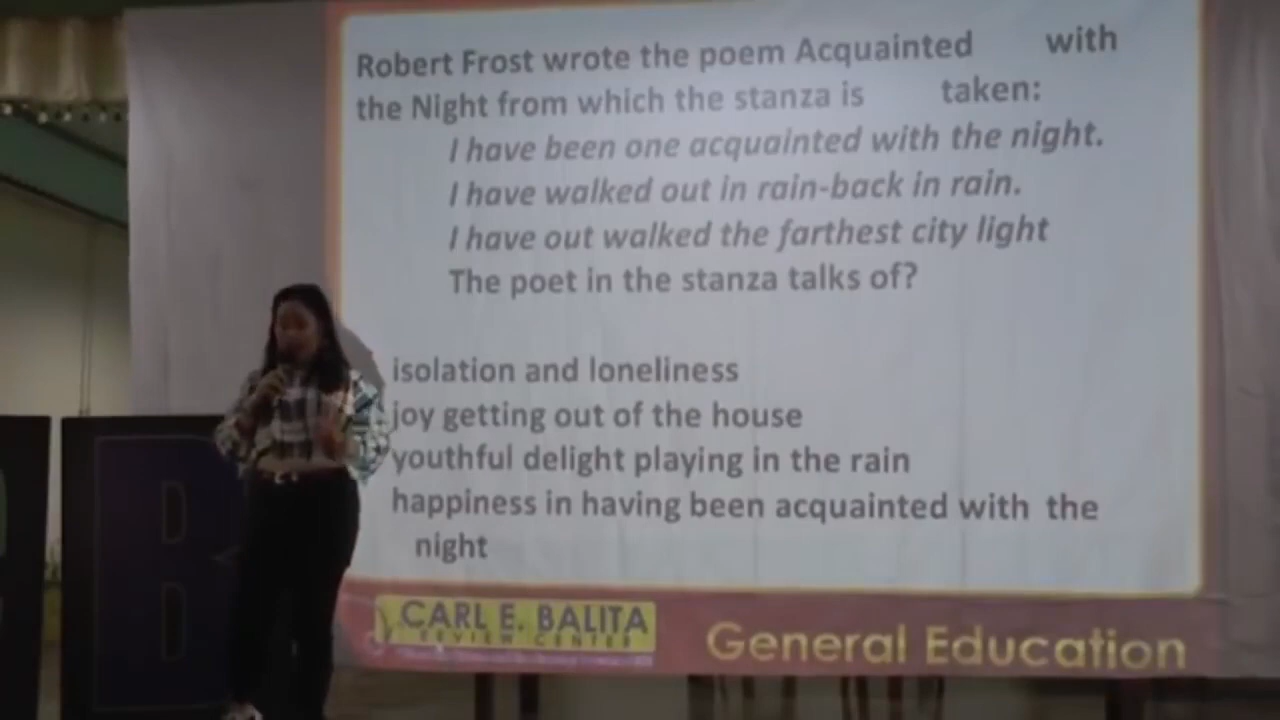 Robert Frost wrote the poem Acquainted with
the Night from which the stanza is taken:
I have been one acquainted with the night.
I have walked out in rain-back in rain.
I have out walked the farthest city light
The poet in the stanza talks of?
isolation and loneliness
joy getting out of the house
youthful delight playing in the rain
happiness in having been acquainted with the
night
CARL E. BALITA
REVIEW CENTER
General Education